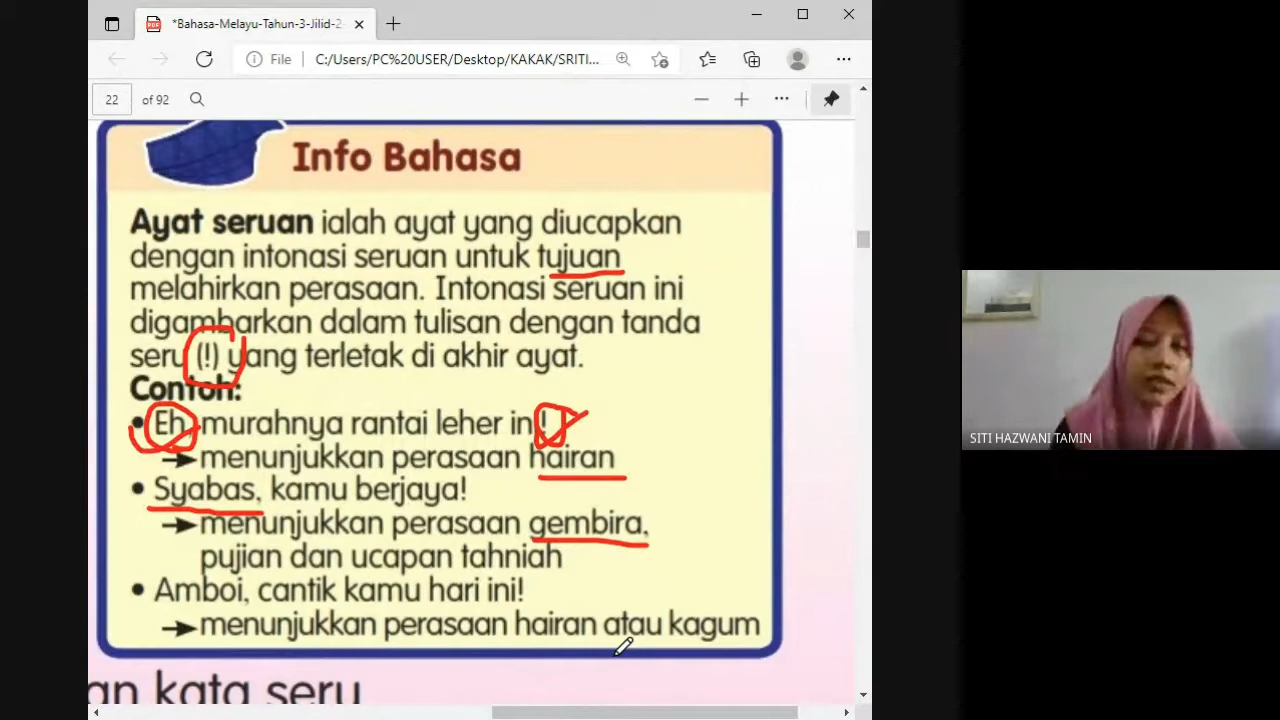 *Bahasa-Melayu-Tahun-3-Jilid-2
File
C:/Users/PC%20USER/Desktop/KAKAK/SRITI...
22 of 92
Info Bahasa
Ayat seruan ialah ayat yang diucapkan
dengan intonasi seruan untuk tujuan
melahirkan perasaan. Intonasi seruan ini
digambarkan dalam tulisan dengan tanda
seru (!) yang terletak di akhir ayat.
Contoh:
• Eh, murahnya rantai leher ini!
→ menunjukkan perasaan hairan
• Syabas, kamu berjaya!
→ menunjukkan perasaan gembira,
pujian dan ucapan tahniah
• Amboi, cantik kamu hari ini!
→ menunjukkan perasaan hairan atau kagum
an kata seru
SITI HAZWANI TAMIN